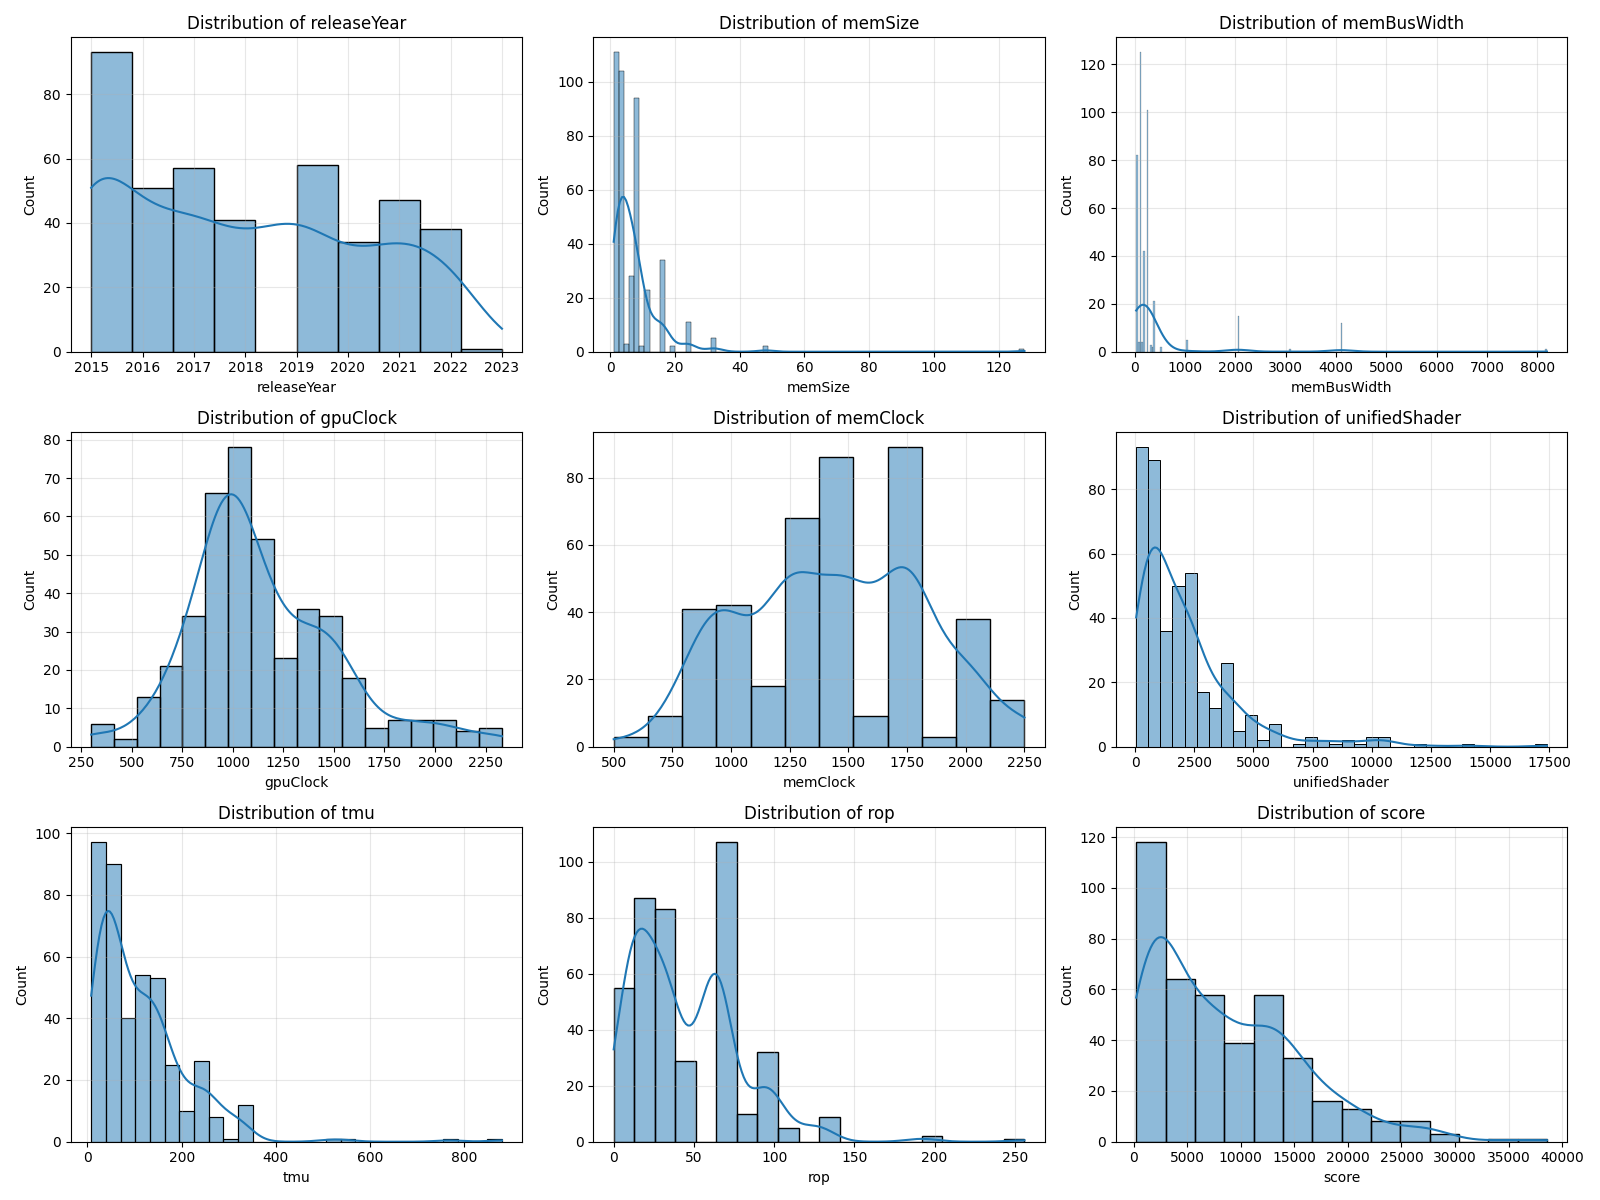 Distribution of releaseYear
Count
80
60
40
20
0
2015 2016 2017 2018 2019 2020 2021 2022 2023
releaseYear
Distribution of memSize
Count
100
80
60
40
20
0
0 20 40 60 80 100 120
memSize
Distribution of memBusWidth
Count
120
100
80
60
40
20
0
0 1000 2000 3000 4000 5000 6000 7000 8000
memBusWidth
Distribution of gpuClock
Count
80
70
60
50
40
30
20
10
0
250 500 750 1000 1250 1500 1750 2000 2250
gpuClock
Distribution of memClock
Count
80
60
40
20
0
500 750 1000 1250 1500 1750 2000 2250
memClock
Distribution of unifiedShader
Count
80
60
40
20
0
0 2500 5000 7500 10000 12500 15000 17500
unifiedShader
Distribution of tmu
Count
100
80
60
40
20
0
0 200 400 600 800
tmu
Distribution of rop
Count
100
80
60
40
20
0
0 50 100 150 200 250
rop
Distribution of score
Count
120
100
80
60
40
20
0
0 5000 10000 15000 20000 25000 30000 35000 40000
score